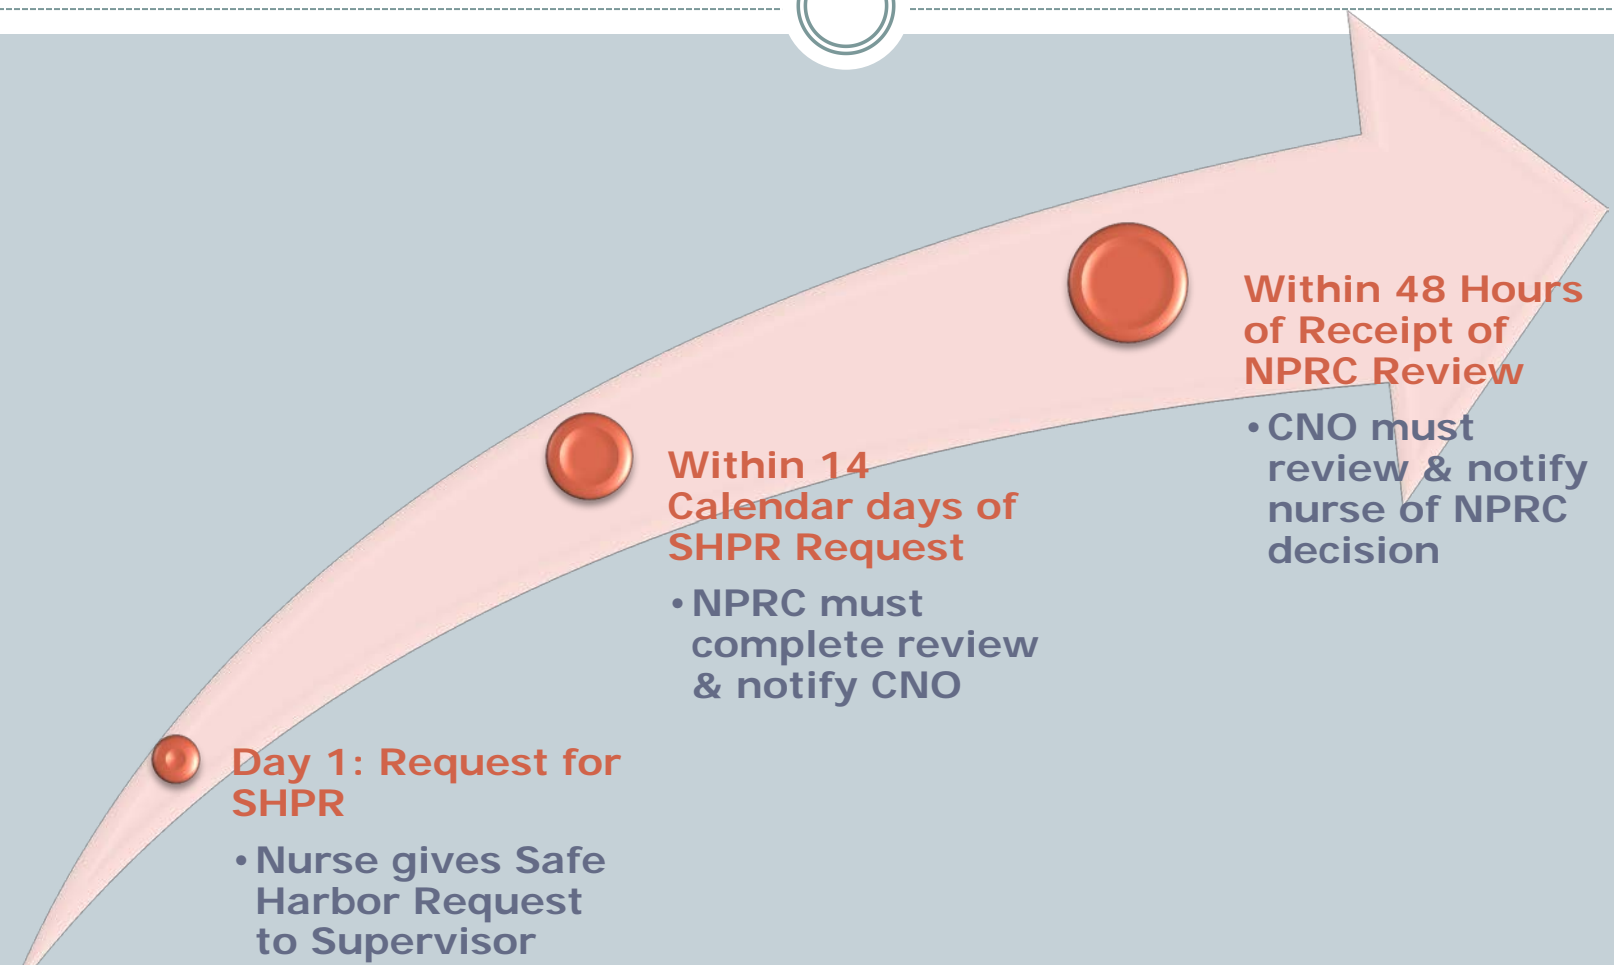 Day 1: Request for
SHPR
• Nurse gives Safe
Harbor Request
to Supervisor
Within 14
Calendar days of
SHPR Request
• NPRC must
complete review
& notify CNO
Within 48 Hours
of Receipt of
NPRC Review
• CNO must
review & notify
nurse of NPRC
decision